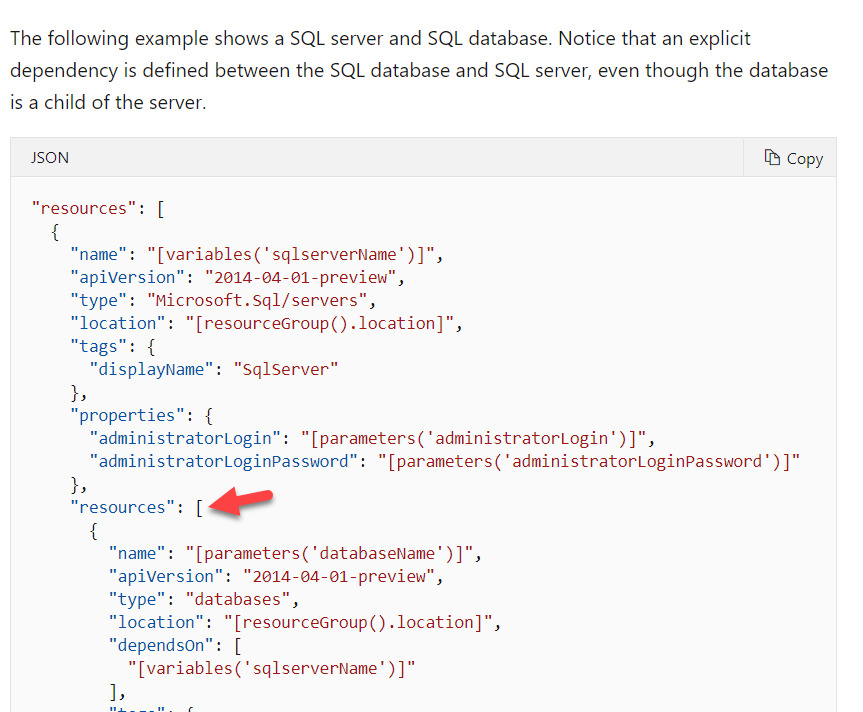 The following example shows a SQL server and SQL database. Notice that an explicit
dependency is defined between the SQL database and SQL server, even though the database
is a child of the server.
JSON
Copy
"resources": [
  {
    "name": "[variables('sqlserverName')]",
    "apiVersion": "2014-04-01-preview",
    "type": "Microsoft.Sql/servers",
    "location": "[resourceGroup().location]",
    "tags": {
      "displayName": "SqlServer"
    },
    "properties": {
      "administratorLogin": "[parameters('administratorLogin')]",
      "administratorLoginPassword": "[parameters('administratorLoginPassword')]"
    },
    "resources": [
      {
        "name": "[parameters('databaseName')]",
        "apiVersion": "2014-04-01-preview",
        "type": "databases",
        "location": "[resourceGroup().location]",
        "dependsOn": [
          "[variables('sqlserverName')]"
        ],